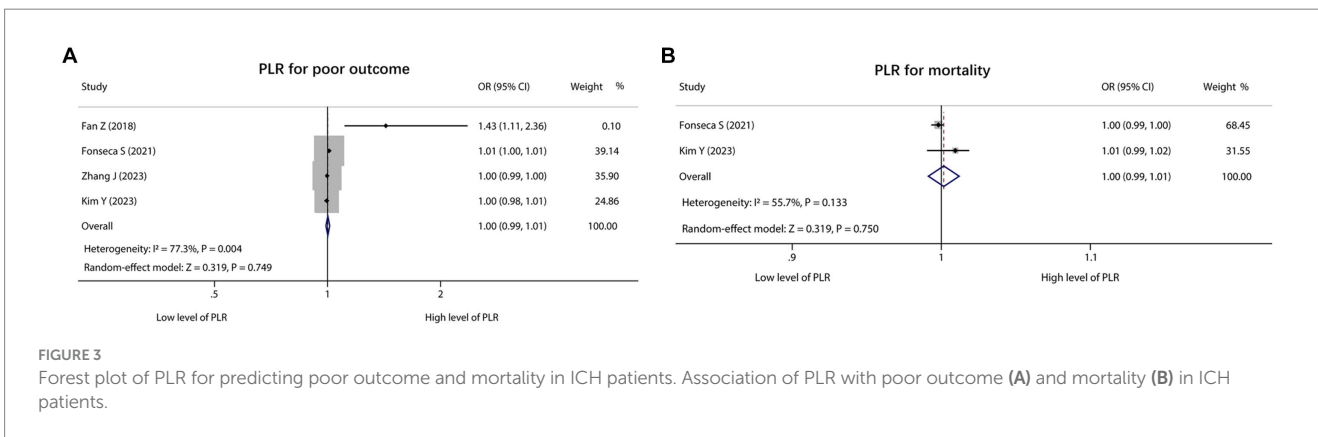 A
PLR for poor outcome
Study OR (95% CI) Weight %
Fan Z (2018) 1.43 (1.11, 2.36) 0.10
Fonseca S (2021) 1.01 (1.00, 1.01) 39.14
Zhang J (2023) 1.00 (0.99, 1.00) 35.90
Kim Y (2023) 1.00 (0.98, 1.01) 24.86
Overall 1.00 (0.99, 1.01) 100.00
Heterogeneity: I² = 77.3%, P = 0.004
Random-effect model: Z = 0.319, P = 0.749
.5 1 2
Low level of PLR High level of PLR
B
PLR for mortality
Study OR (95% CI) Weight %
Fonseca S (2021) 1.00 (0.99, 1.00) 68.45
Kim Y (2023) 1.01 (0.99, 1.02) 31.55
Overall 1.00 (0.99, 1.01) 100.00
Heterogeneity: I² = 55.7%, P = 0.133
Random-effect model: Z = 0.319, P = 0.750
.9 1 1.1
Low level of PLR High level of PLR
FIGURE 3
Forest plot of PLR for predicting poor outcome and mortality in ICH patients. Association of PLR with poor outcome (A) and mortality (B) in ICH
patients.